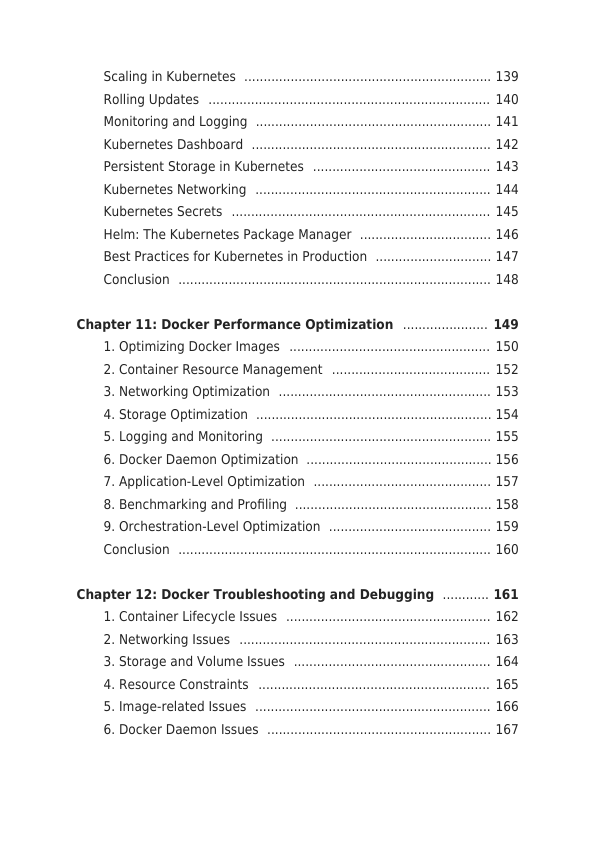 Scaling in Kubernetes ................................................................ 139
Rolling Updates ......................................................................... 140
Monitoring and Logging ............................................................. 141
Kubernetes Dashboard .............................................................. 142
Persistent Storage in Kubernetes .............................................. 143
Kubernetes Networking ............................................................. 144
Kubernetes Secrets ................................................................... 145
Helm: The Kubernetes Package Manager .................................. 146
Best Practices for Kubernetes in Production .............................. 147
Conclusion ................................................................................. 148
Chapter 11: Docker Performance Optimization ...................... 149
1. Optimizing Docker Images .................................................... 150
2. Container Resource Management ......................................... 152
3. Networking Optimization ....................................................... 153
4. Storage Optimization ............................................................. 154
5. Logging and Monitoring ......................................................... 155
6. Docker Daemon Optimization ................................................ 156
7. Application-Level Optimization .............................................. 157
8. Benchmarking and Profiling ................................................... 158
9. Orchestration-Level Optimization .......................................... 159
Conclusion ................................................................................. 160
Chapter 12: Docker Troubleshooting and Debugging ............ 161
1. Container Lifecycle Issues ..................................................... 162
2. Networking Issues ................................................................. 163
3. Storage and Volume Issues ................................................... 164
4. Resource Constraints ............................................................ 165
5. Image-related Issues ............................................................. 166
6. Docker Daemon Issues .......................................................... 167